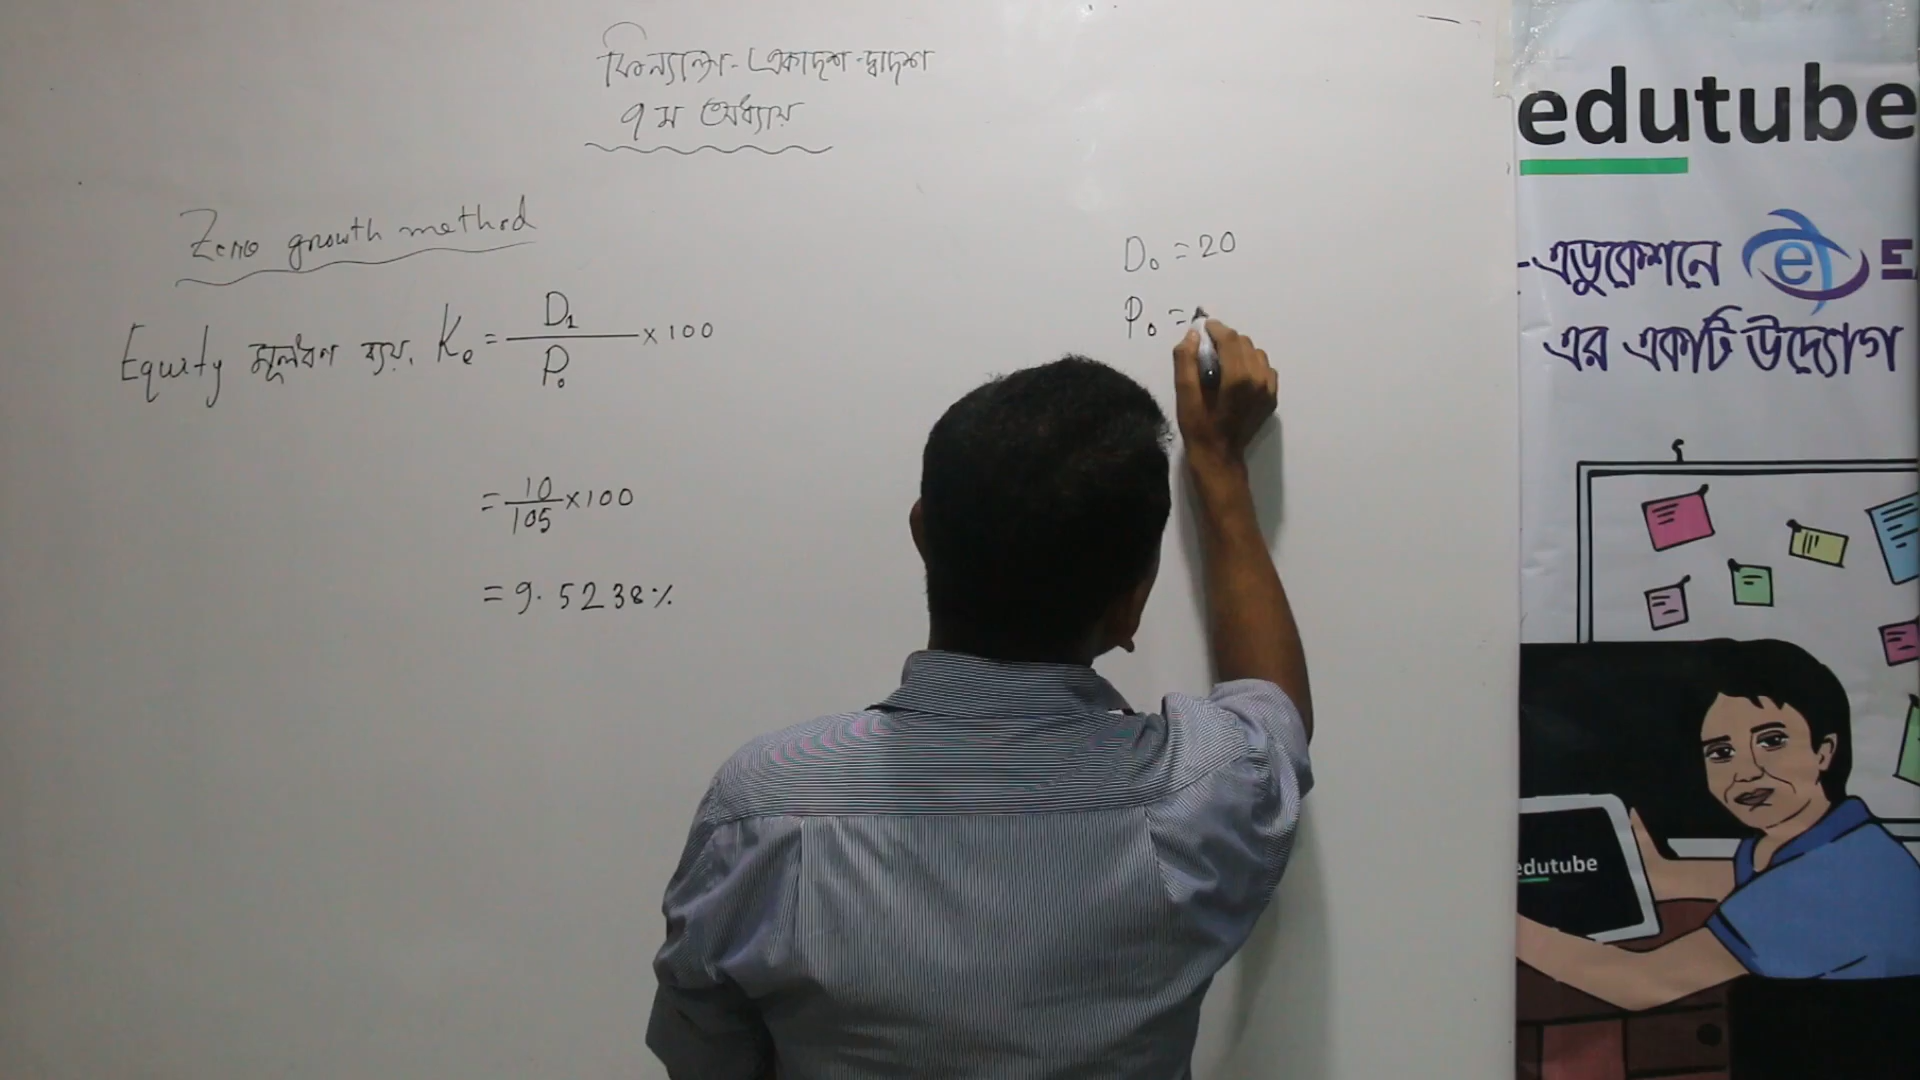 ফিন্যান্স - একাদশ - দ্বাদশ
৭ম অধ্যায়
Zero growth method
Equity মূলধণ ব্যয়, Ke = D1 / P0 × 100
= 10 / 105 × 100
= 9.5238%
D0 = 20
P0 =
edutube
-এডুকেশনে e E
এর একটি উদ্যোগ
edutube